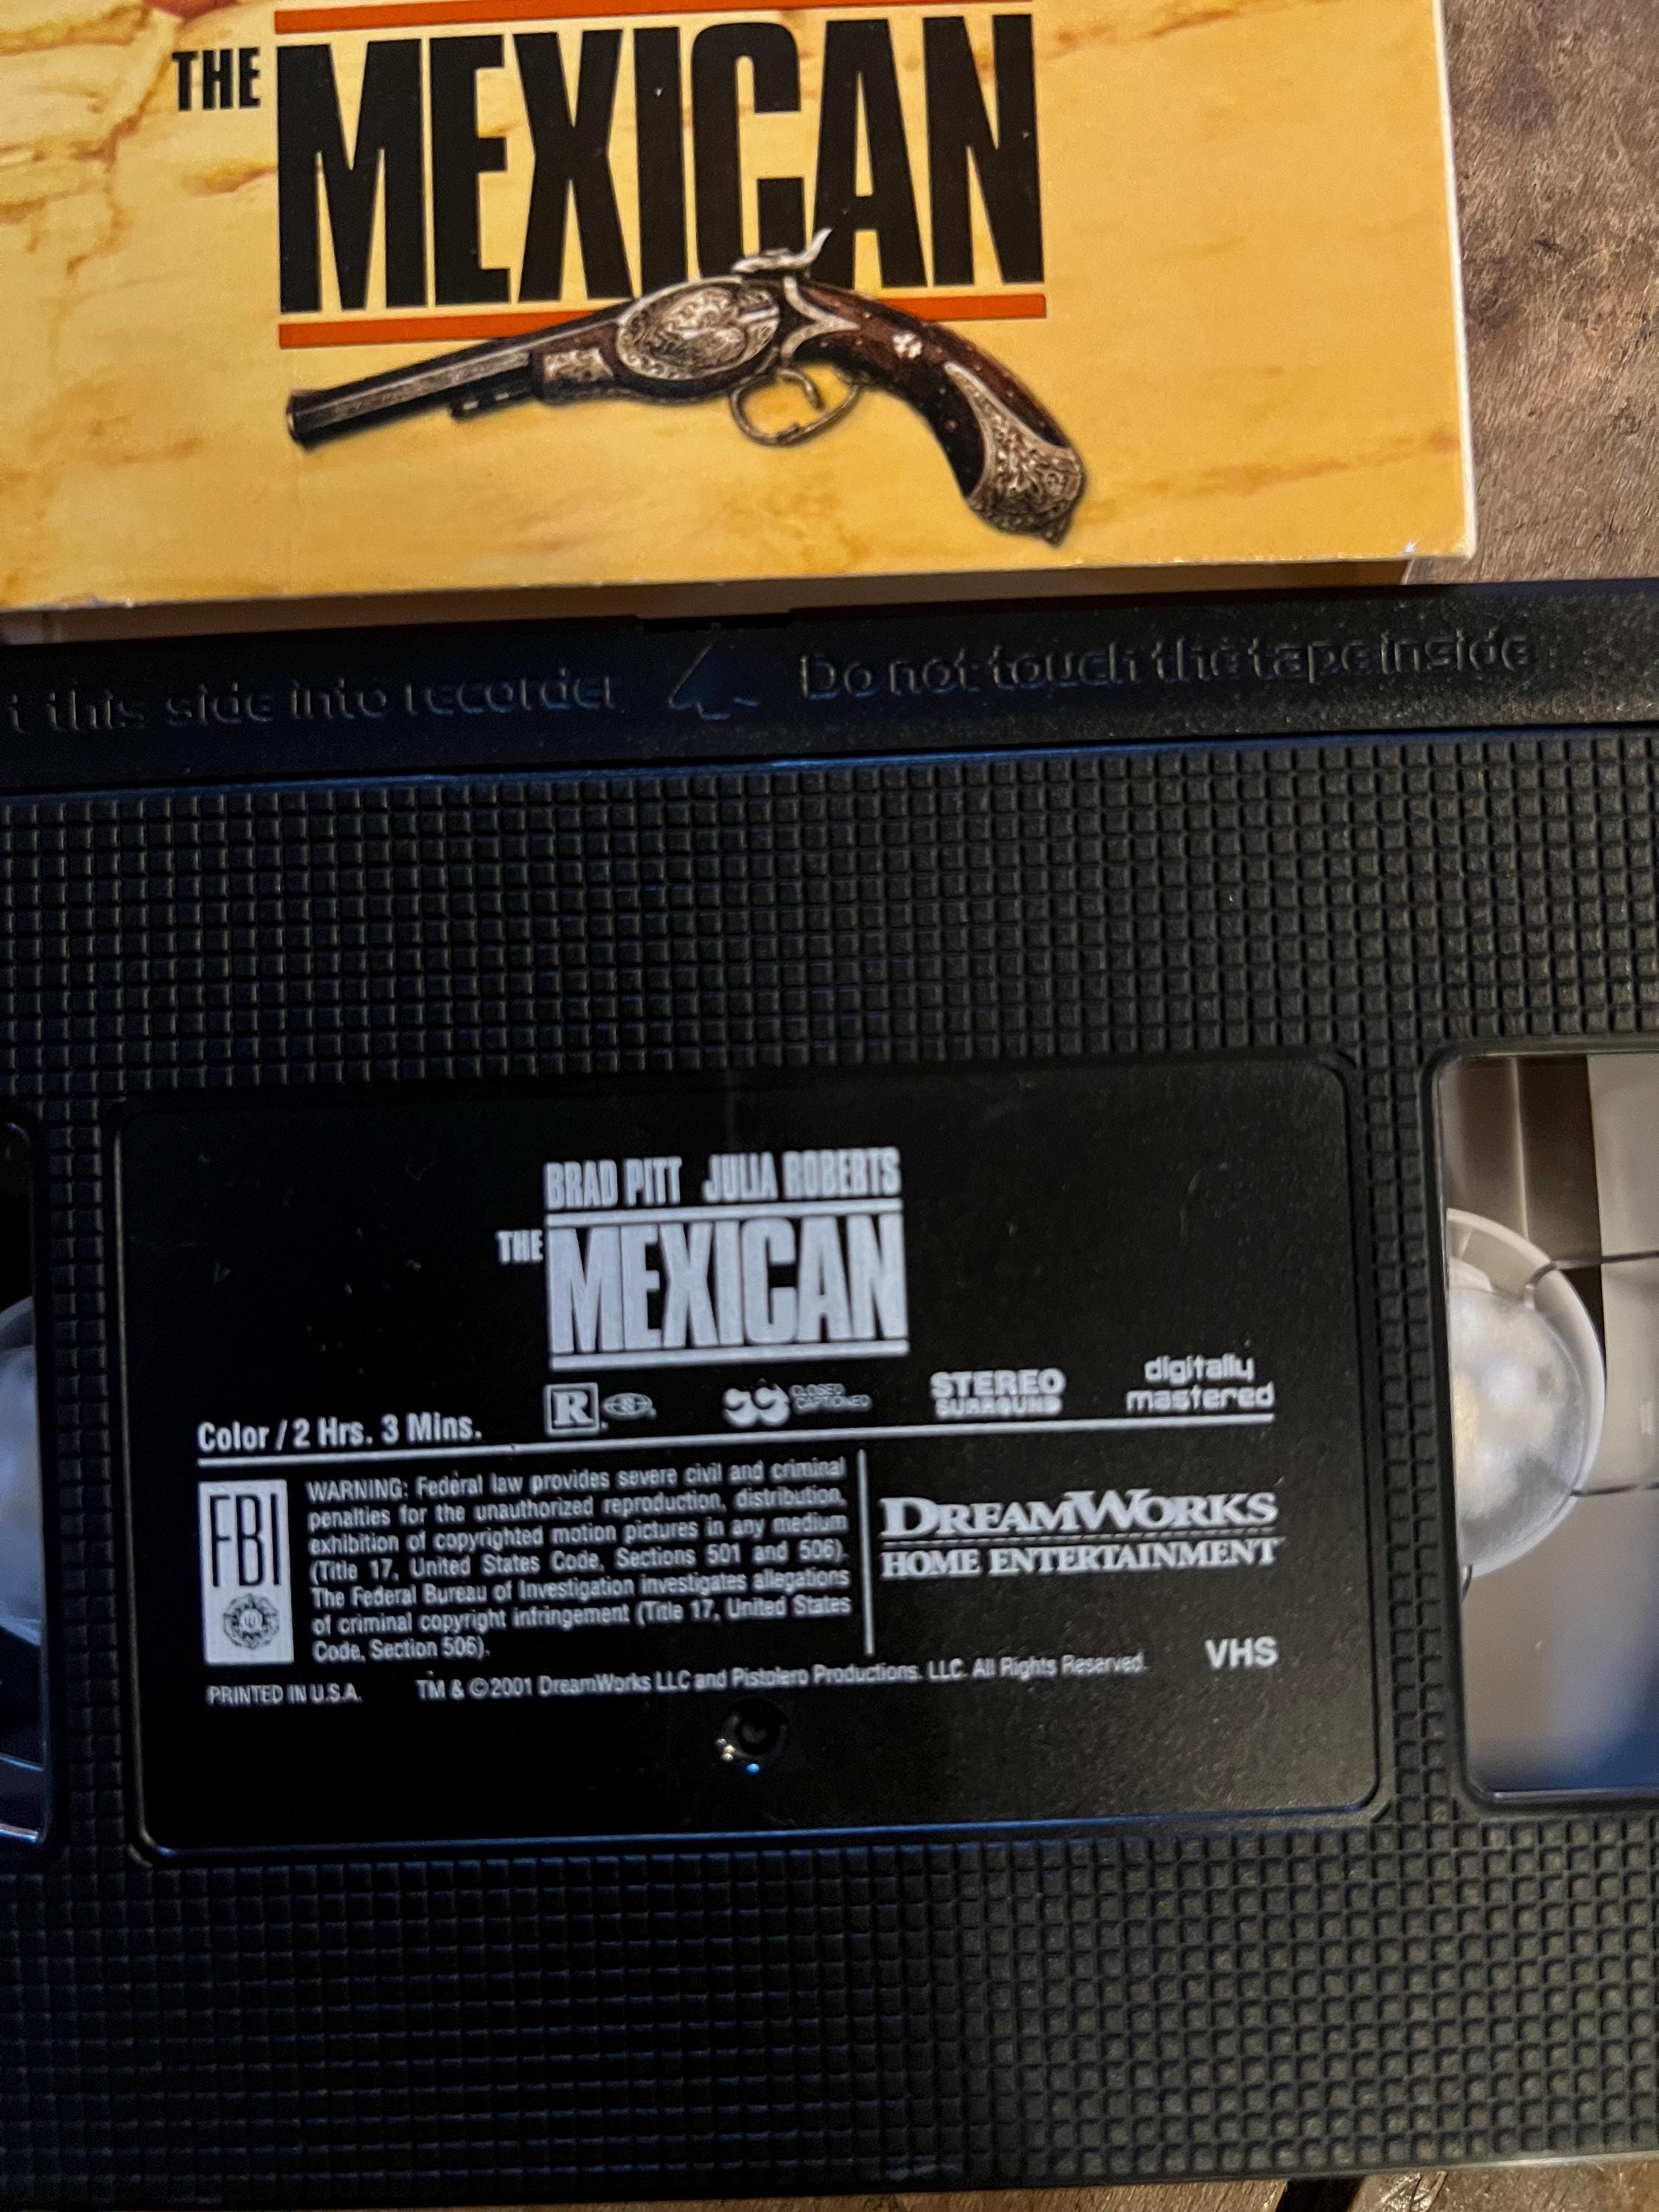 THE MEXICAN
this side into recorder Do not touch the tape inside
BRAD PITT JULIA ROBERTS
THE MEXICAN
Color / 2 Hrs. 3 Mins. R CC CLOSED CAPTIONED STEREO SURROUND digitally mastered
FBI
WARNING: Federal law provides severe civil and criminal
penalties for the unauthorized reproduction, distribution,
exhibition of copyrighted motion pictures in any medium
(Title 17, United States Code, Sections 501 and 506).
The Federal Bureau of Investigation investigates allegations
of criminal copyright infringement (Title 17, United States
Code, Section 506).
DREAMWORKS
HOME ENTERTAINMENT
VHS
PRINTED IN U.S.A. TM & ©2001 DreamWorks LLC and Pistolero Productions, LLC. All Rights Reserved.